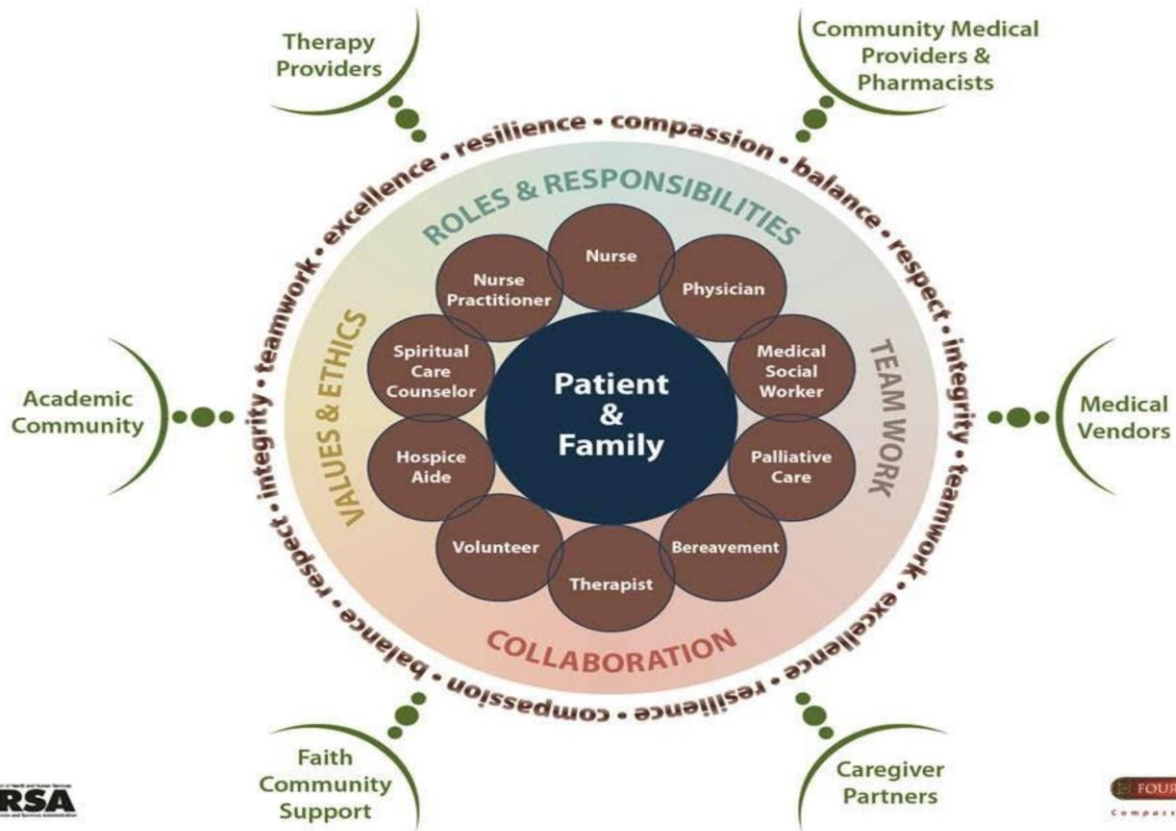 Therapy
Providers
Community Medical
Providers &
Pharmacists
excellence • resilience • compassion • balance • respect • integrity • teamwork • excellence • resilience • compassion • balance • respect • integrity • teamwork •
ROLES & RESPONSIBILITIES
Nurse
Nurse
Practitioner
Physician
Spiritual
Care
Counselor
Medical
Social
Worker
VALUES & ETHICS
TEAM WORK
Patient
&
Family
Academic
Community
Medical
Vendors
Hospice
Aide
Palliative
Care
Volunteer
Bereavement
Therapist
COLLABORATION
Faith
Community
Support
Caregiver
Partners
RSA
FOUR